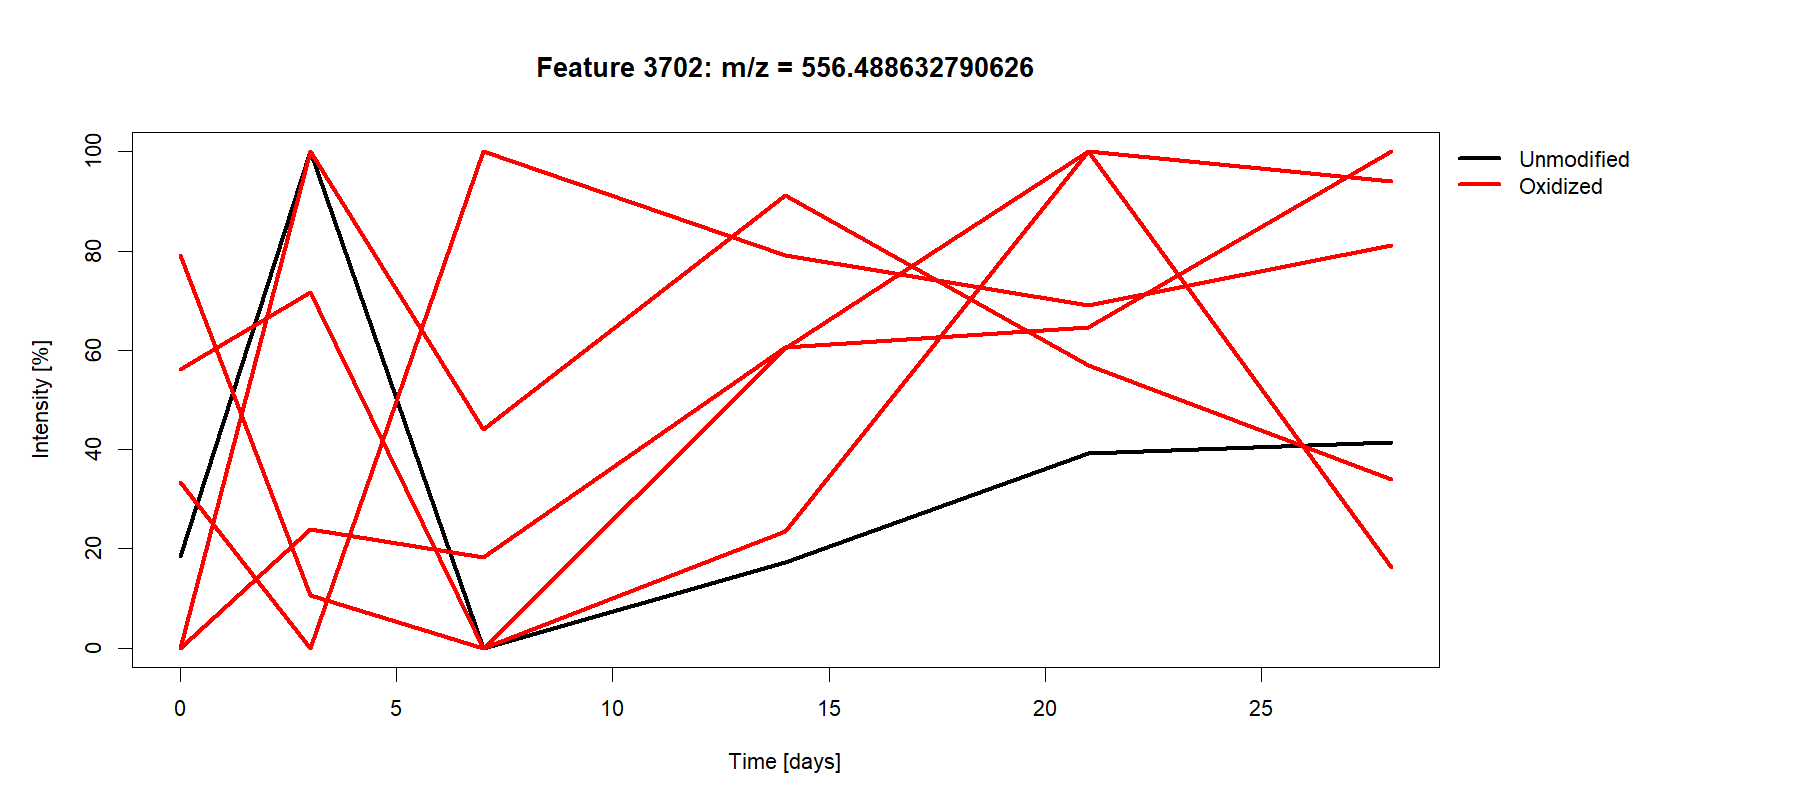 Feature 3702: m/z = 556.488632790626
Unmodified
Oxidized
Intensity [%]
100
80
60
40
20
0
0 5 10 15 20 25
Time [days]